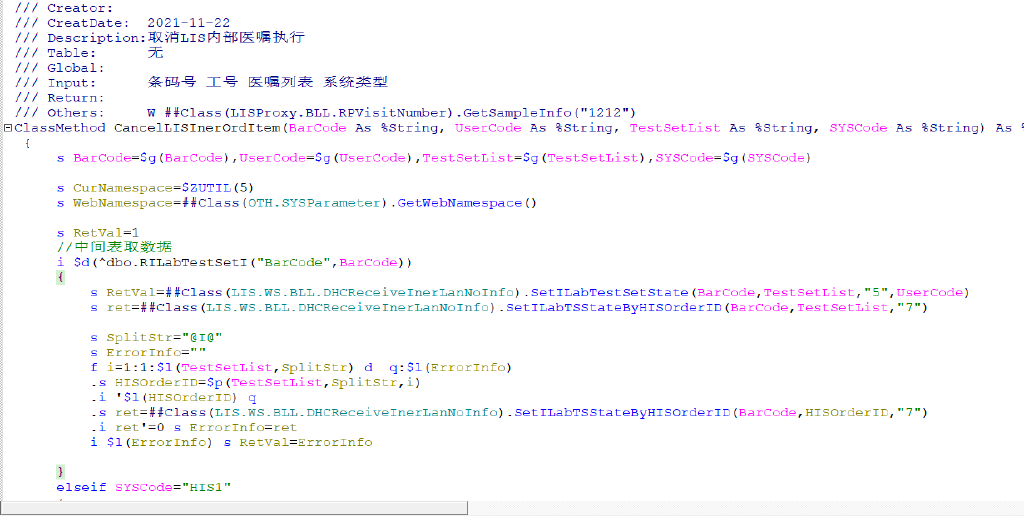 /// Creator:
/// CreatDate:  2021-11-22
/// Description:取消LIS内部医嘱执行
/// Table:      无
/// Global:
/// Input:      条码号 工号 医嘱列表 系统类型
/// Return:
/// Others:     W ##Class(LISProxy.BLL.RPVisitNumber).GetSampleInfo("1212")
ClassMethod CancelLISInerOrdItem(BarCode As %String, UserCode As %String, TestSetList As %String, SYSCode As %String) As
{
s BarCode=$g(BarCode),UserCode=$g(UserCode),TestSetList=$g(TestSetList),SYSCode=$g(SYSCode)
s CurNamespace=$ZUTIL(5)
s WebNamespace=##Class(OTH.SYSParameter).GetWebNamespace()
s RetVal=1
//中间表取数据
i $d(^dbo.RILabTestSetI("BarCode",BarCode))
{
s RetVal=##Class(LIS.WS.BLL.DHCReceiveInerLanNoInfo).SetILabTestSetState(BarCode,TestSetList,"5",UserCode)
s ret=##Class(LIS.WS.BLL.DHCReceiveInerLanNoInfo).SetILabTSStateByHISOrderID(BarCode,TestSetList,"7")
s SplitStr="@I@"
s ErrorInfo=""
f i=1:1:$l(TestSetList,SplitStr) d  q:$l(ErrorInfo)
.s HISOrderID=$p(TestSetList,SplitStr,i)
.i '$l(HISOrderID) q
.s ret=##Class(LIS.WS.BLL.DHCReceiveInerLanNoInfo).SetILabTSStateByHISOrderID(BarCode,HISOrderID,"7")
.i ret'=0 s ErrorInfo=ret
i $l(ErrorInfo) s RetVal=ErrorInfo
}
elseif SYSCode="HIS1"